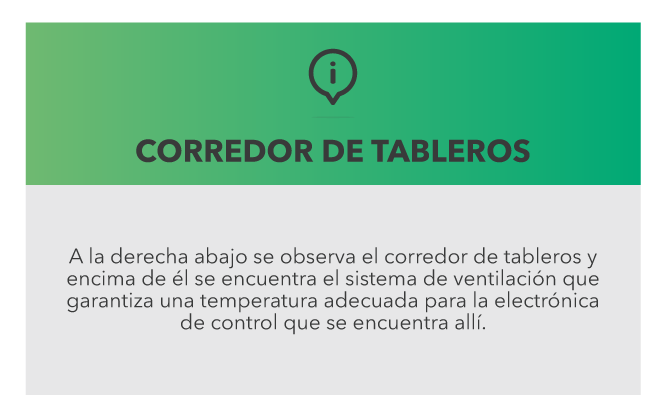 CORREDOR DE TABLEROS
A la derecha abajo se observa el corredor de tableros y
encima de él se encuentra el sistema de ventilación que
garantiza una temperatura adecuada para la electrónica
de control que se encuentra allí.